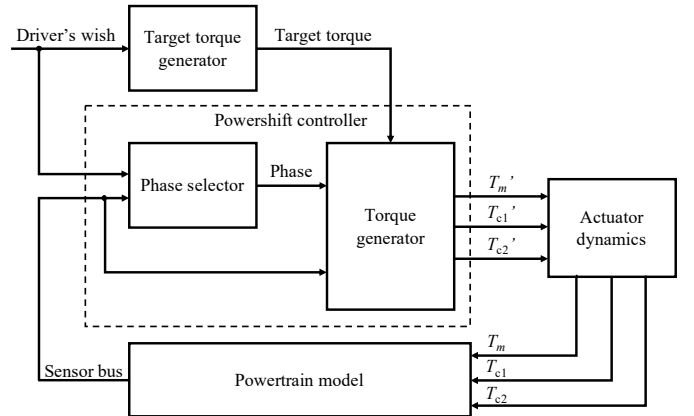 Driver's wish
Target torque
generator
Target torque
Powershift controller
Phase selector
Phase
Torque
generator
Tm’
Tc1’
Tc2’
Actuator
dynamics
Tm
Tc1
Tc2
Sensor bus
Powertrain model